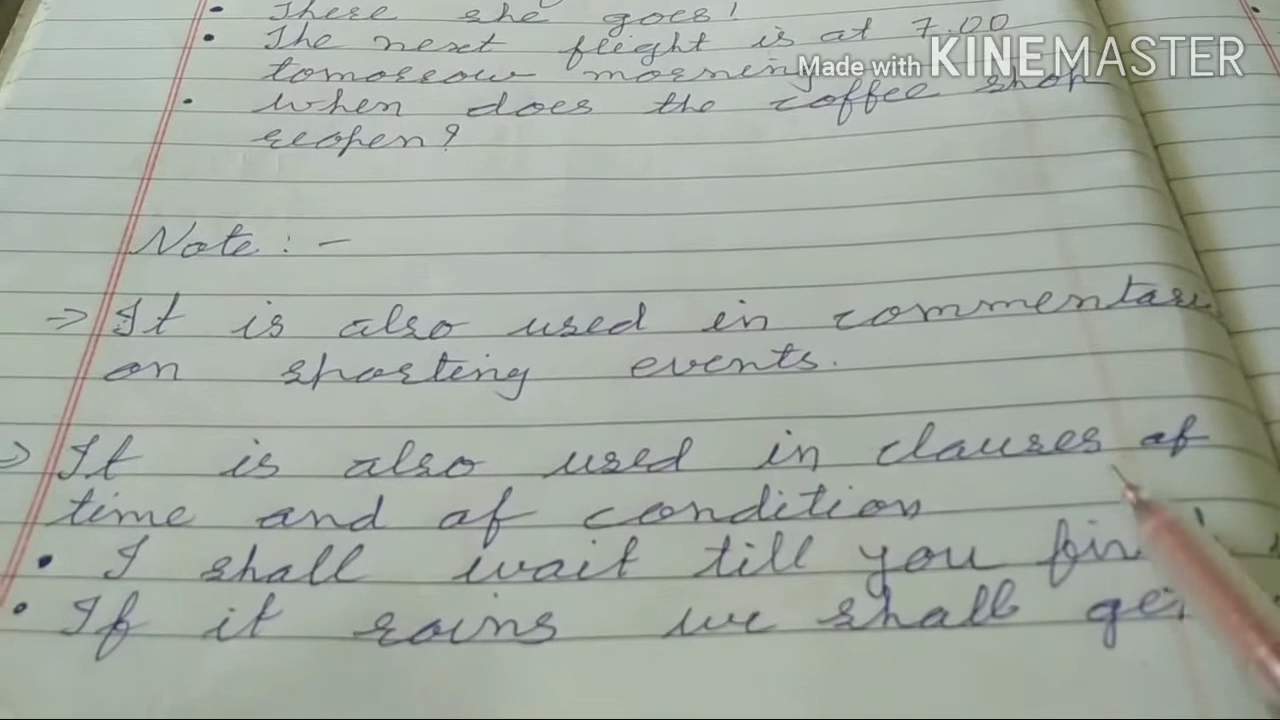 There she goes!
The next flight is at 7.00
tomorrow morning
Made with KINEMASTER
When does the coffee shop
reopen?
Note : -
→ It is also used in
on sporting events.
→ It is also used in clauses of
time and of condition
• I shall wait till you
• If it rains we shall